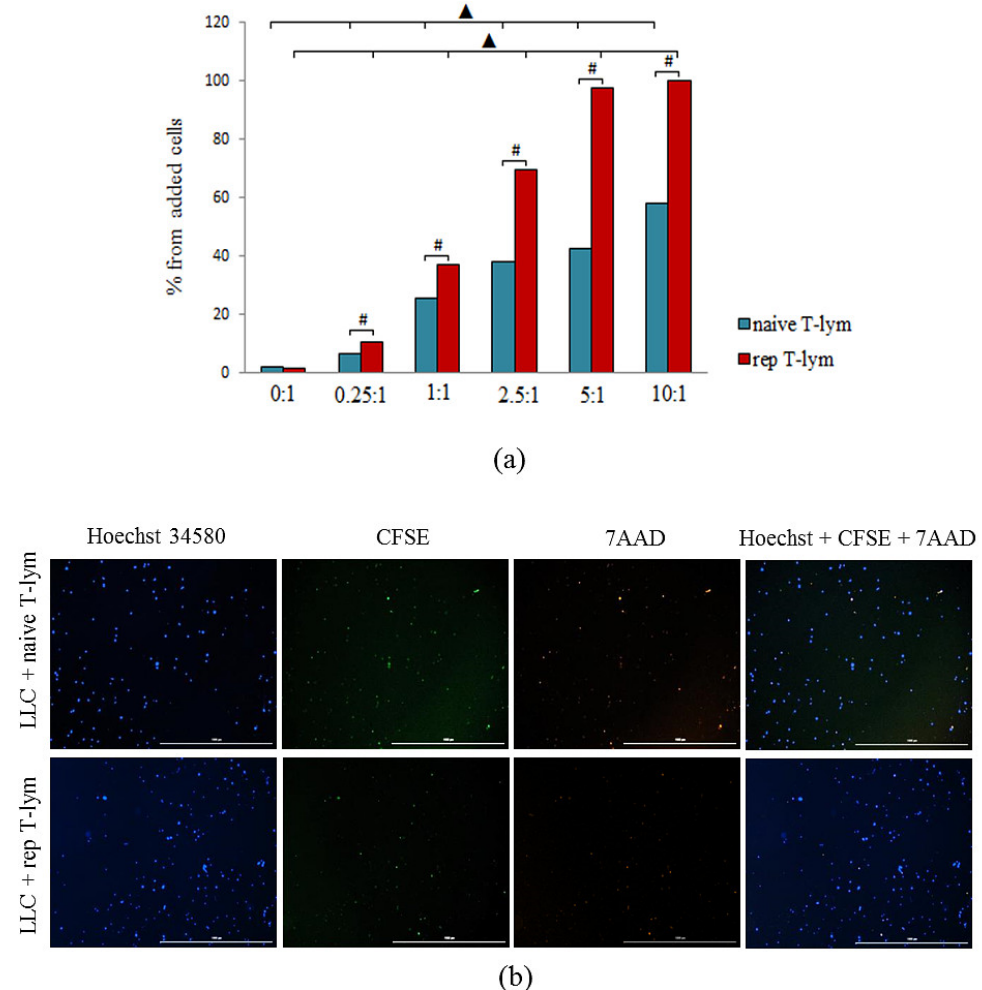 ▲
120
▲
100
80
60
40
20
0
% from added cells
#
#
#
#
#
0:1
0.25:1
1:1
2.5:1
5:1
10:1
naive T-lym
rep T-lym
(a)
Hoechst 34580
CFSE
7AAD
Hoechst + CFSE + 7AAD
LLC + naive T-lym
LLC + rep T-lym
(b)